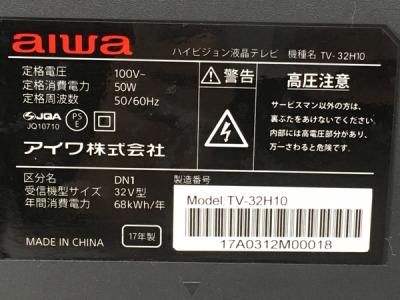 aiwa
ハイビジョン液晶テレビ 機種名 TV-32H10
定格電圧 100V~
定格消費電力 50W
定格周波数 50/60Hz
JQA
JQ10710
PS
E
アイワ株式会社
警告
高圧注意
サービスマン以外の方は、
裏ぶたをあけないでください。
内部には高電圧部分が有り、
万一さわると危険です。
区分名 DN1
受信機型サイズ 32V型
年間消費電力 68kWh/年
MADE IN CHINA
17年製
製造番号
Model.TV-32H10
17A0312M00018